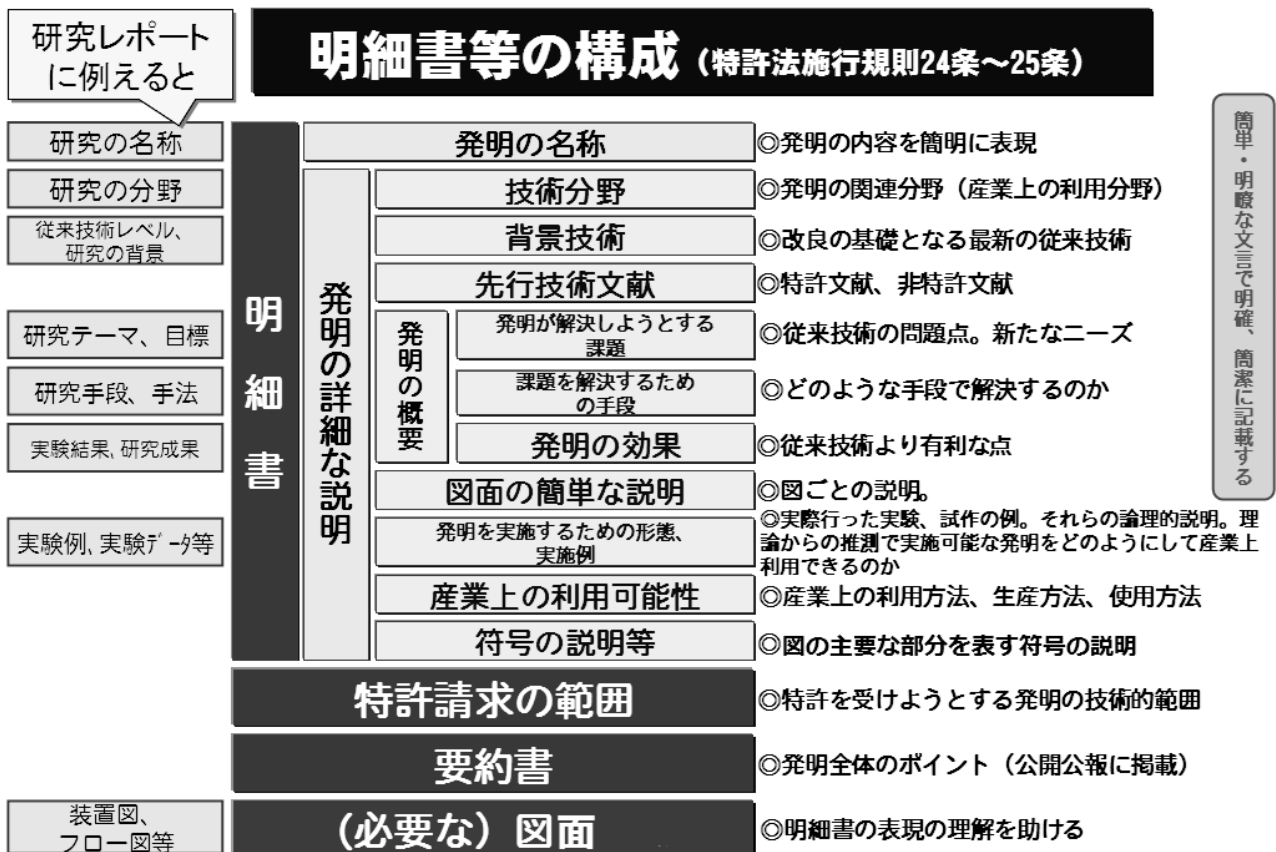 研究レポート
に例えると
明細書等の構成（特許法施行規則24条～25条）
簡単・明瞭な文言で明確、簡潔に記載する
研究の名称
発明の名称
◎発明の内容を簡明に表現
研究の分野
技術分野
◎発明の関連分野（産業上の利用分野）
従来技術レベル、
研究の背景
背景技術
◎改良の基礎となる最新の従来技術
先行技術文献
◎特許文献、非特許文献
明細書
発明の詳細な説明
発明の概要
研究テーマ、目標
発明が解決しようとする
課題
◎従来技術の問題点。新たなニーズ
研究手段、手法
課題を解決するため
の手段
◎どのような手段で解決するのか
実験結果、研究成果
発明の効果
◎従来技術より有利な点
図面の簡単な説明
◎図ごとの説明。
実験例、実験ﾃﾞｰﾀ等
発明を実施するための形態、
実施例
◎実際行った実験、試作の例。それらの論理的説明。理
論からの推測で実施可能な発明をどのようにして産業上
利用できるのか
産業上の利用可能性
◎産業上の利用方法、生産方法、使用方法
符号の説明等
◎図の主要な部分を表す符号の説明
特許請求の範囲
◎特許を受けようとする発明の技術的範囲
要約書
◎発明全体のポイント（公開公報に掲載）
装置図、
フロー図等
（必要な）図面
◎明細書の表現の理解を助ける